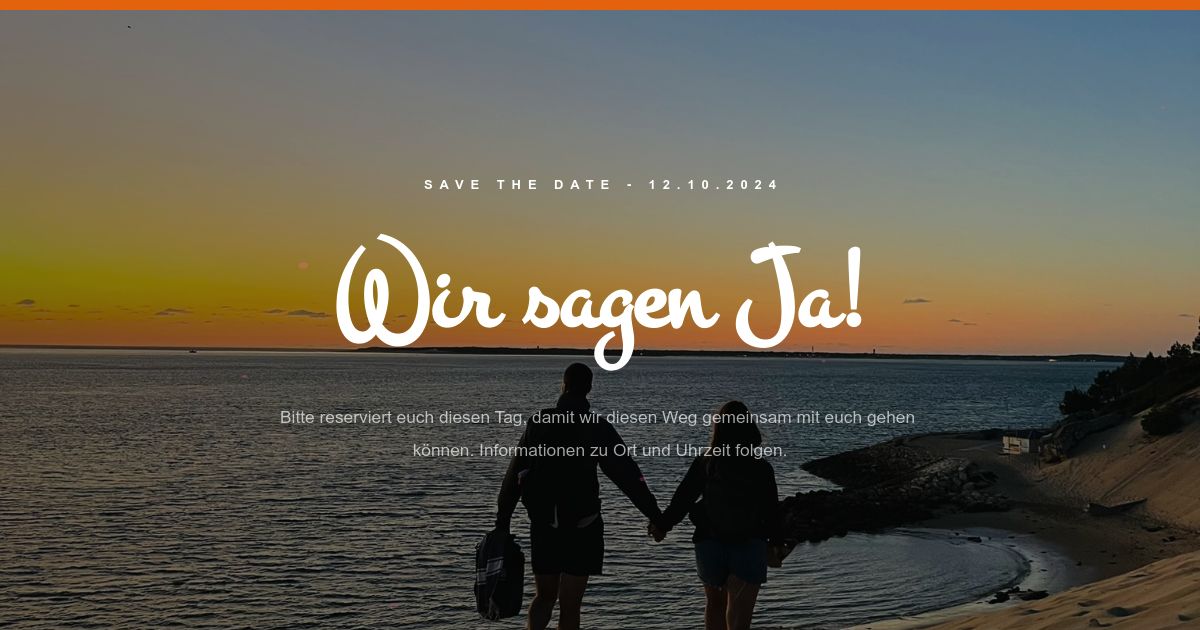 SAVE THE DATE - 12.10.2024
Wir sagen Ja!
Bitte reserviert euch diesen Tag, damit wir diesen Weg gemeinsam mit euch gehen
können. Informationen zu Ort und Uhrzeit folgen.